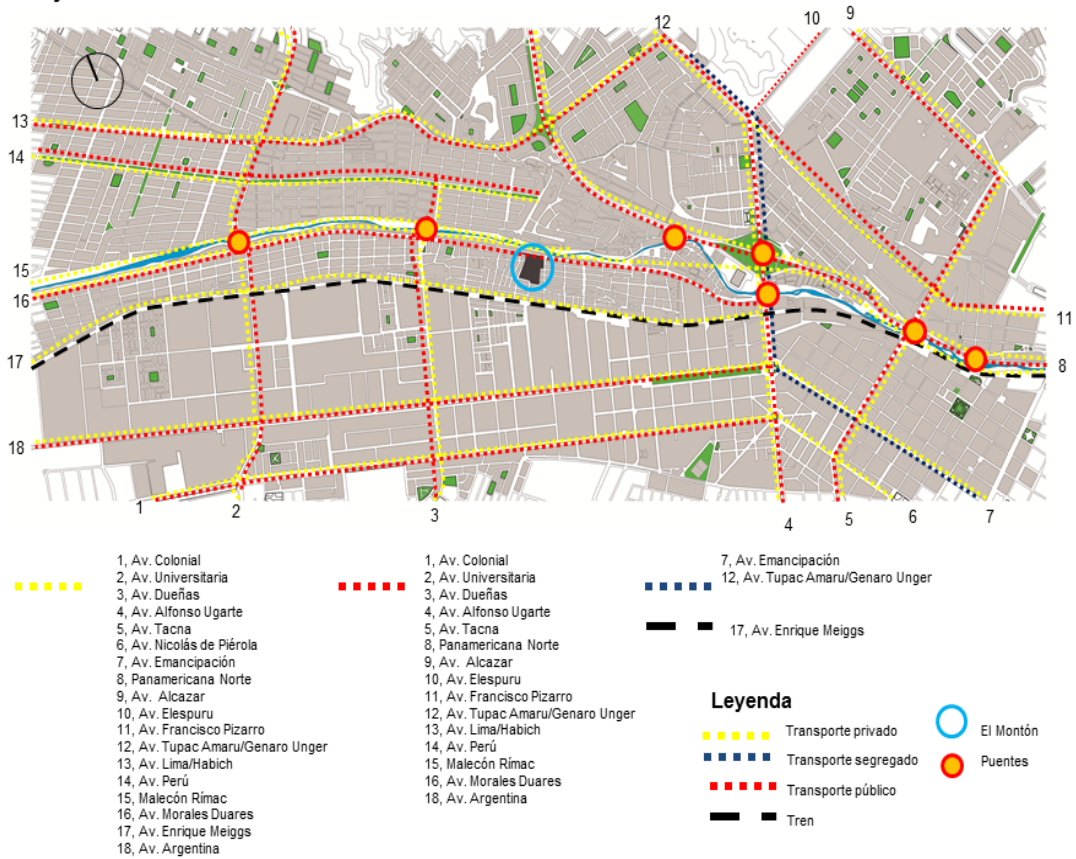 12
10
9
13
14
15
16
17
18
11
8
1
2
3
4
5
6
7
1, Av. Colonial
2, Av. Universitaria
3, Av. Dueñas
4, Av. Alfonso Ugarte
5, Av. Tacna
6, Av. Nicolás de Piérola
7, Av. Emancipación
8, Panamericana Norte
9, Av. Alcazar
10, Av. Elespuru
11, Av. Francisco Pizarro
12, Av. Tupac Amaru/Genaro Unger
13, Av. Lima/Habich
14, Av. Perú
15, Malecón Rímac
16, Av. Morales Duares
17, Av. Enrique Meiggs
18, Av. Argentina
1, Av. Colonial
2, Av. Universitaria
3, Av. Dueñas
4, Av. Alfonso Ugarte
5, Av. Tacna
8, Panamericana Norte
9, Av. Alcazar
10, Av. Elespuru
11, Av. Francisco Pizarro
12, Av. Tupac Amaru/Genaro Unger
13, Av. Lima/Habich
14, Av. Perú
15, Malecón Rímac
16, Av. Morales Duares
18, Av. Argentina
7, Av. Emancipación
12, Av. Tupac Amaru/Genaro Unger
17, Av. Enrique Meiggs
Leyenda
Transporte privado
Transporte segregado
Transporte público
Tren
El Montón
Puentes